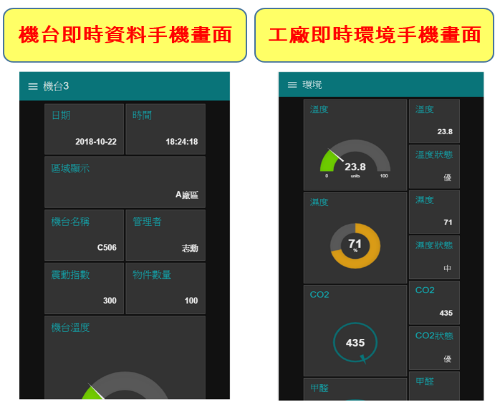 機台即時資料手機畫面
機台3
日期
2018-10-22
時間
18:24:18
區域顯示
A廠區
機台名稱
C506
管理者
志勳
震動指數
300
物件數量
100
機台溫度
工廠即時環境手機畫面
環境
溫度
23.8
0
units
100
溫度
23.8
溫度狀態
優
濕度
71
%
濕度
71
濕度狀態
中
CO2
435
CO2
435
CO2狀態
優
甲醛
甲醛